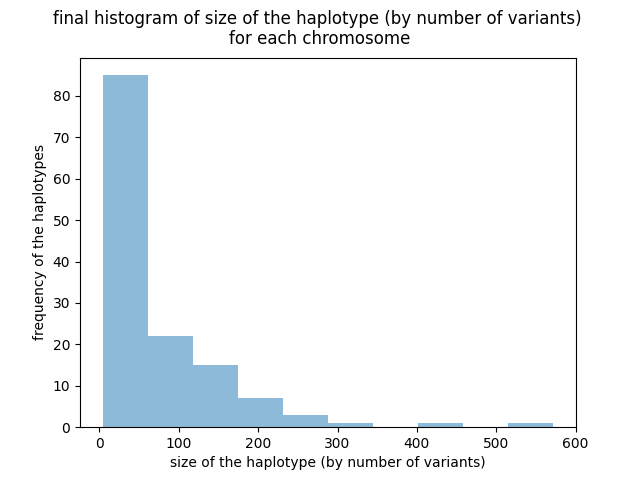 final histogram of size of the haplotype (by number of variants)
for each chromosome
frequency of the haplotypes
80
70
60
50
40
30
20
10
0
0 100 200 300 400 500 600
size of the haplotype (by number of variants)